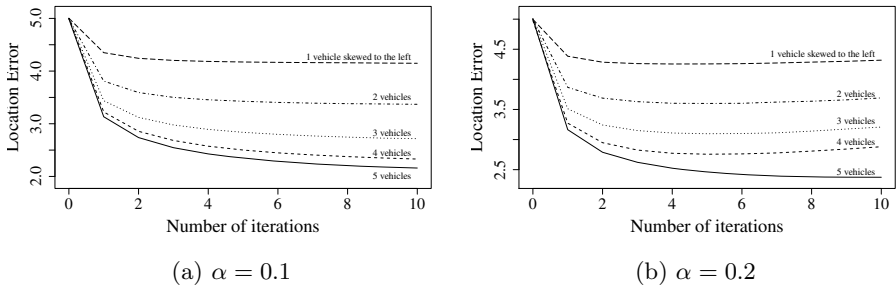 Location Error
5.0
4.0
3.0
2.0
1 vehicle skewed to the left
2 vehicles
3 vehicles
4 vehicles
5 vehicles
0 2 4 6 8 10
Number of iterations
(a) α = 0.1
Location Error
4.5
3.5
2.5
1 vehicle skewed to the left
2 vehicles
3 vehicles
4 vehicles
5 vehicles
0 2 4 6 8 10
Number of iterations
(b) α = 0.2